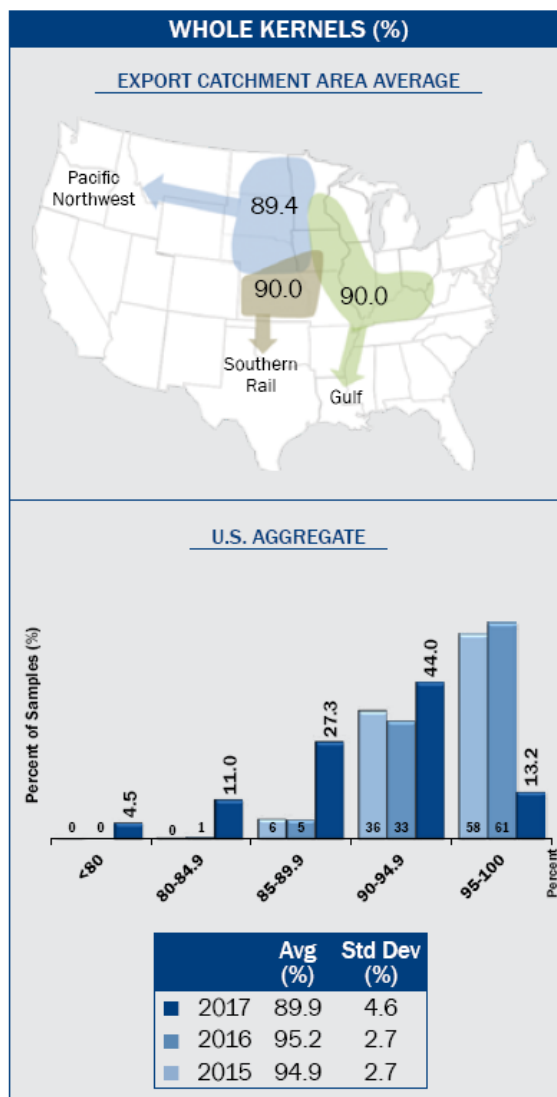 WHOLE KERNELS (%)
EXPORT CATCHMENT AREA AVERAGE
Pacific
Northwest
89.4
90.0
90.0
Southern
Rail
Gulf
U.S. AGGREGATE
Percent of Samples (%)
0 0 4.5
0 1 11.0
6 5 27.3
36 33 44.0
58 61 13.2
<80 80-84.9 85-89.9 90-94.9 95-100
Percent
Avg (%) Std Dev (%)
2017 89.9 4.6
2016 95.2 2.7
2015 94.9 2.7